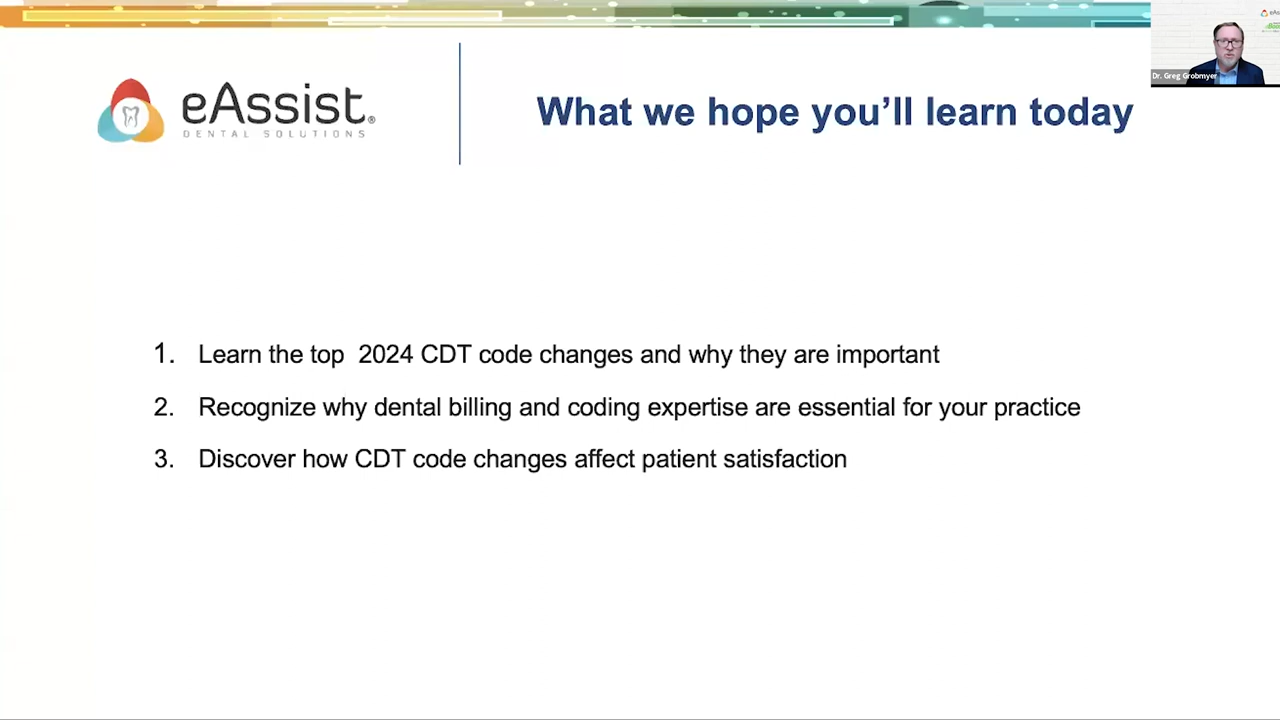 eAssist®
DENTAL SOLUTIONS
What we hope you’ll learn today
Dr. Greg Grobmyer
1. Learn the top 2024 CDT code changes and why they are important
2. Recognize why dental billing and coding expertise are essential for your practice
3. Discover how CDT code changes affect patient satisfaction